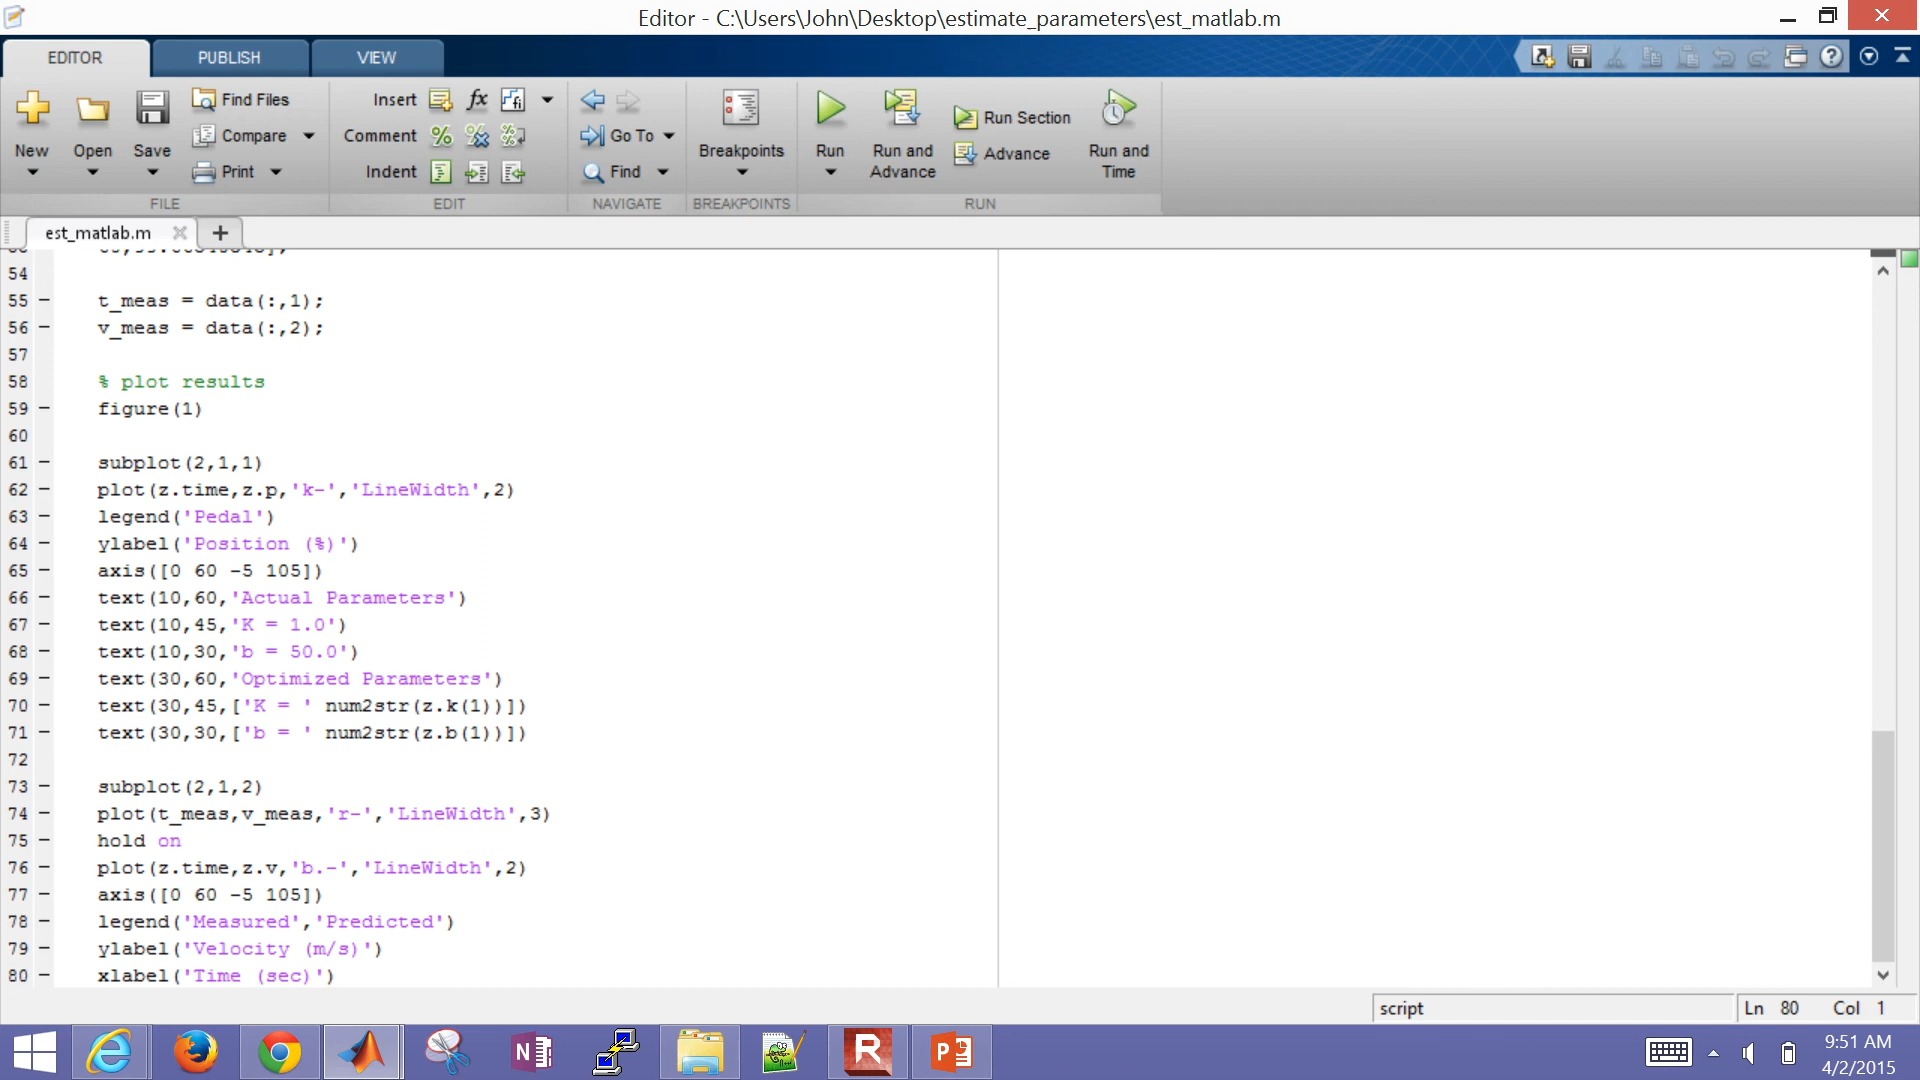 Editor - C:\Users\John\Desktop\estimate_parameters\est_matlab.m
EDITOR PUBLISH VIEW
Find Files
Compare
Print
New Open Save
FILE
Insert fx
Comment
Indent
EDIT
Go To
Find
NAVIGATE
Breakpoints
BREAKPOINTS
Run
Run and Advance
Run Section
Advance
Run and Time
RUN
est_matlab.m
54
55 - t_meas = data(:,1);
56 - v_meas = data(:,2);
57
58 % plot results
59 - figure(1)
60
61 - subplot(2,1,1)
62 - plot(z.time,z.p,'k-','LineWidth',2)
63 - legend('Pedal')
64 - ylabel('Position (%)')
65 - axis([0 60 -5 105])
66 - text(10,60,'Actual Parameters')
67 - text(10,45,'K = 1.0')
68 - text(10,30,'b = 50.0')
69 - text(30,60,'Optimized Parameters')
70 - text(30,45,['K = ' num2str(z.k(1))])
71 - text(30,30,['b = ' num2str(z.b(1))])
72
73 - subplot(2,1,2)
74 - plot(t_meas,v_meas,'r-','LineWidth',3)
75 - hold on
76 - plot(z.time,z.v,'b.-','LineWidth',2)
77 - axis([0 60 -5 105])
78 - legend('Measured','Predicted')
79 - ylabel('Velocity (m/s)')
80 - xlabel('Time (sec)')
script Ln 80 Col 1
9:51 AM
4/2/2015